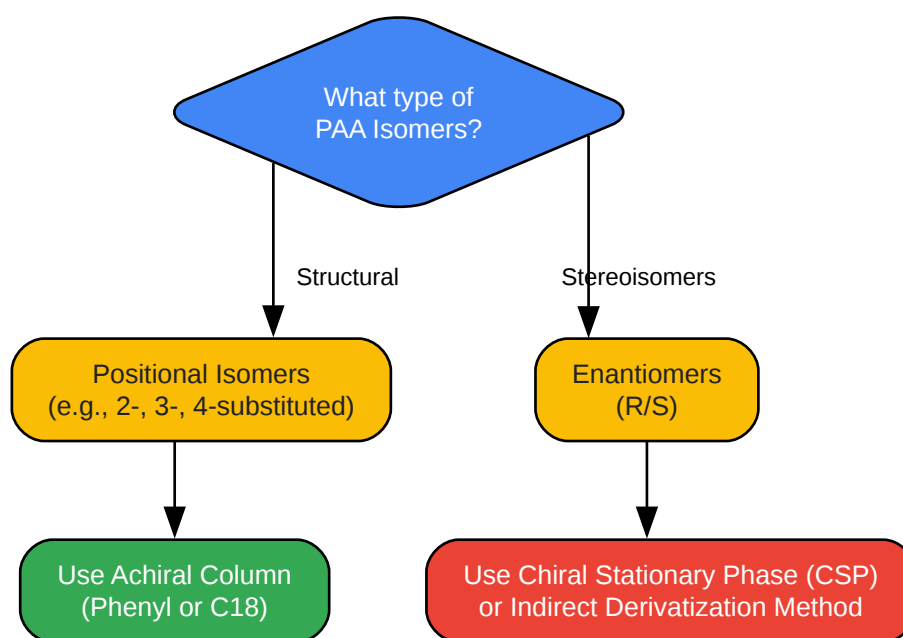 What type of
PAA Isomers?
Structural
Stereoisomers
Positional Isomers
(e.g., 2-, 3-, 4-substituted)
Enantiomers
(R/S)
Use Achiral Column
(Phenyl or C18)
Use Chiral Stationary Phase (CSP)
or Indirect Derivatization Method